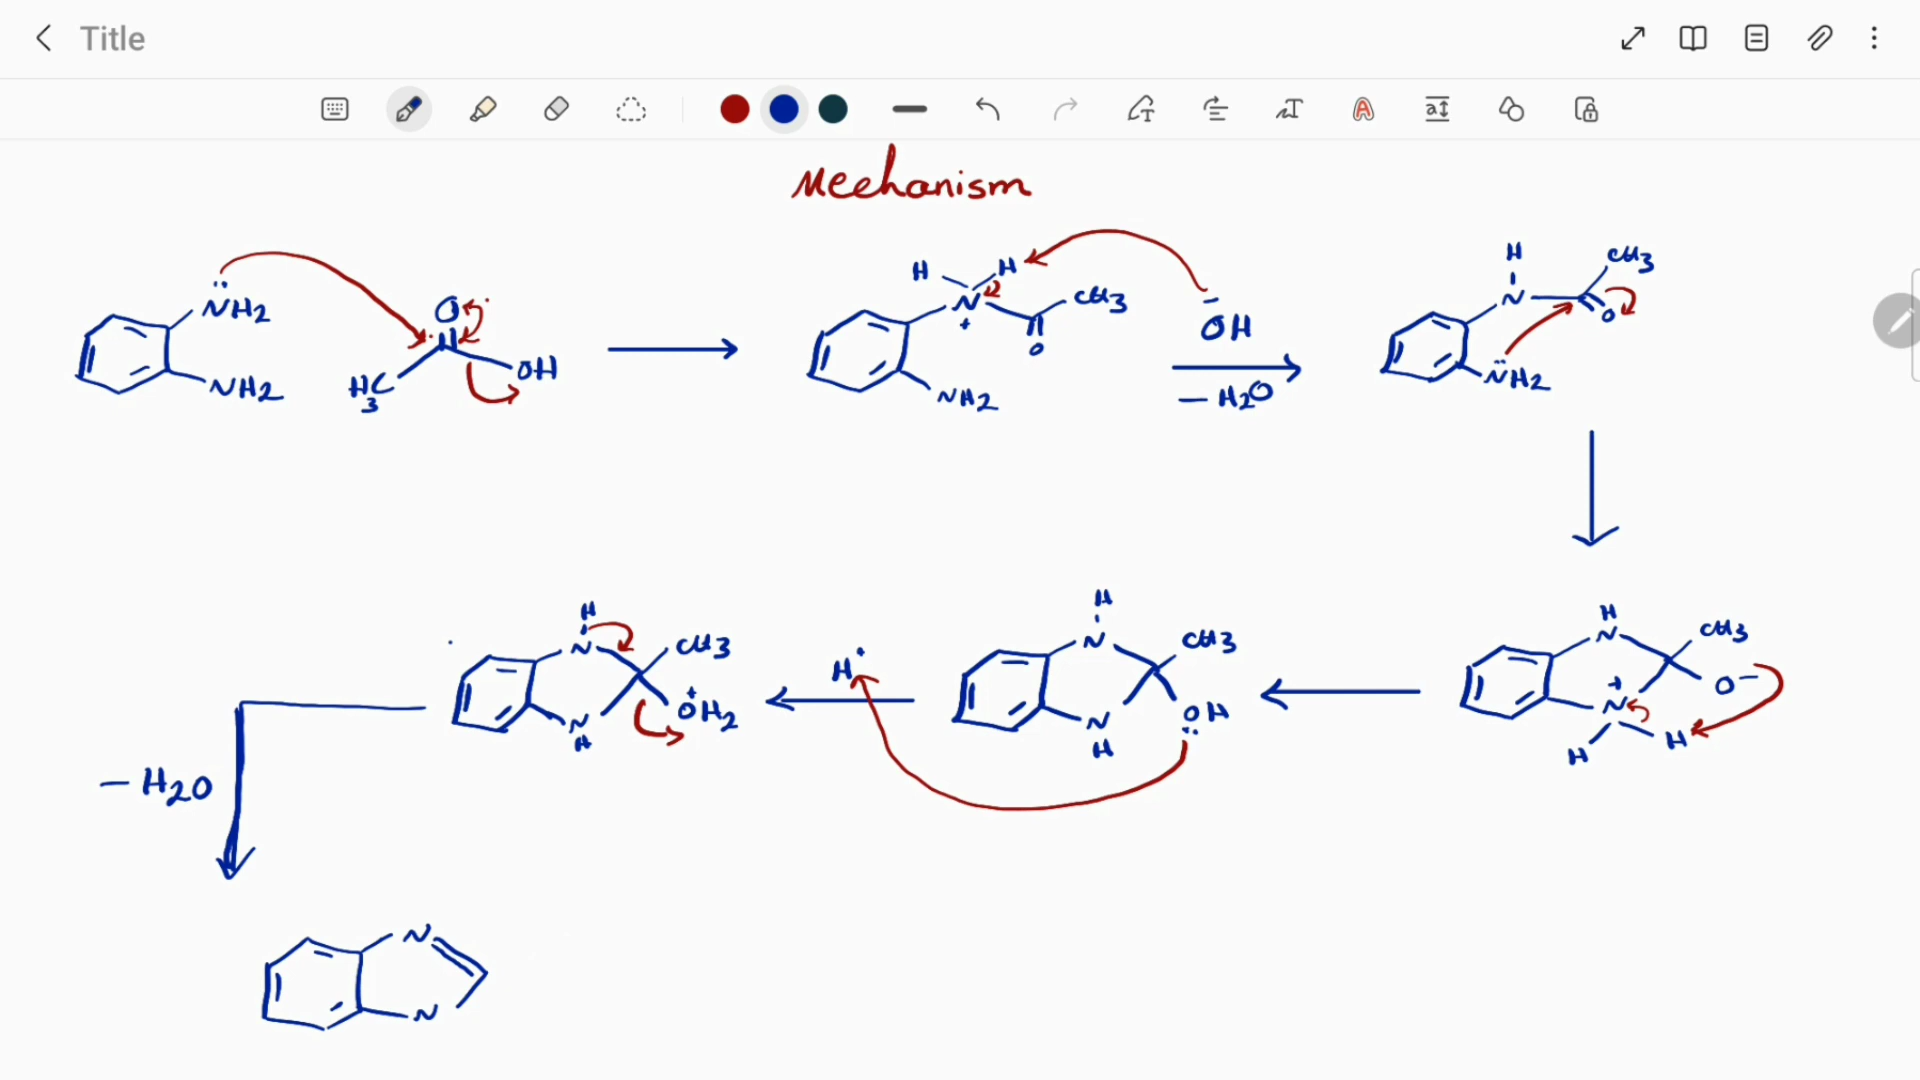 Title
Mechanism
NH2
NH2
O
OH
H3C
H H
N
+
CH3
O
NH2
-
OH
- H2O
H
N
CH3
O
NH2
H
N
CH3
O-
+
N
H
H
H
N
CH3
OH
N
H
H+
H
N
CH3
+
OH2
N
H
- H2O
N
N